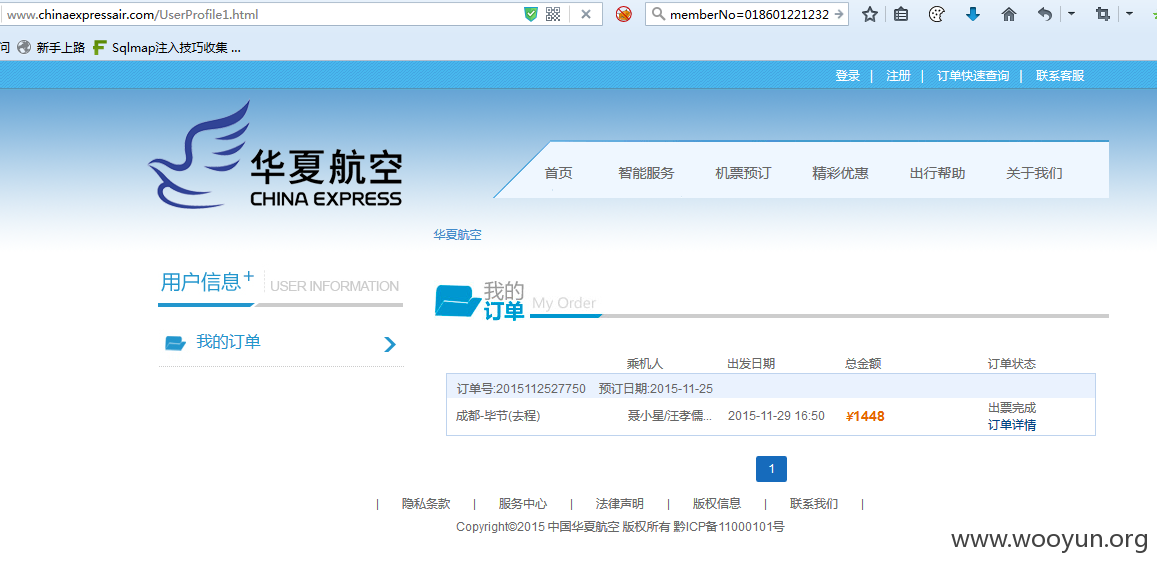 www.chinaexpressair.com/UserProfile1.html memberNo=018601221232
问 新手上路 Sqlmap注入技巧收集 ...
登录 | 注册 | 订单快速查询 | 联系客服
华夏航空
CHINA EXPRESS
首页 智能服务 机票预订 精彩优惠 出行帮助 关于我们
华夏航空
用户信息+ USER INFORMATION
我的订单
我的
订单 My Order
乘机人 出发日期 总金额 订单状态
订单号:2015112527750 预订日期:2015-11-25
成都-毕节(去程) 聂小星/汪孝儒... 2015-11-29 16:50 ¥1448 出票完成
订单详情
1
| 隐私条款 | 服务中心 | 法律声明 | 版权信息 | 联系我们 |
Copyright©2015 中国华夏航空 版权所有 黔ICP备11000101号
www.wooyun.org